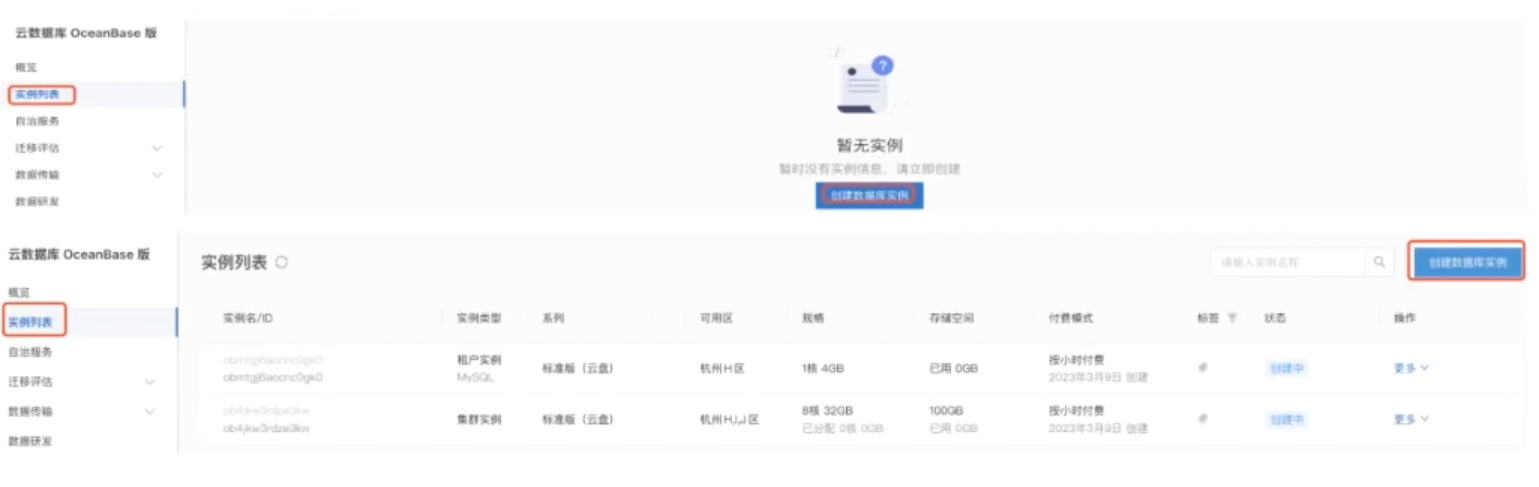 云数据库 OceanBase 版
概览
实例列表
自治服务
迁移评估
数据传输
数据研发
?
暂无实例
暂时没有实例信息，请立即创建
创建数据库实例
云数据库 OceanBase 版
概览
实例列表
自治服务
迁移评估
数据传输
数据研发
实例列表
请输入实例名称
创建数据库实例
实例名/ID 实例类型 系列 可用区 规格 存储空间 付费模式 标签 状态 操作
obmtgj6aocnc0gk0 租户实例 标准版（云盘） 杭州H区 1核 4GB 已用 0GB 按小时付费 创建中 更多
obmtgj6aocnc0gk0 MySQL 2023年3月9日 创建
ob4jkw3rdzw3kw 集群实例 标准版（云盘） 杭州H,I,J 区 8核 32GB 100GB 按小时付费 创建中 更多
ob4jkw3rdzw3kw 已分配 0核 0GB 已用 0GB 2023年3月9日 创建